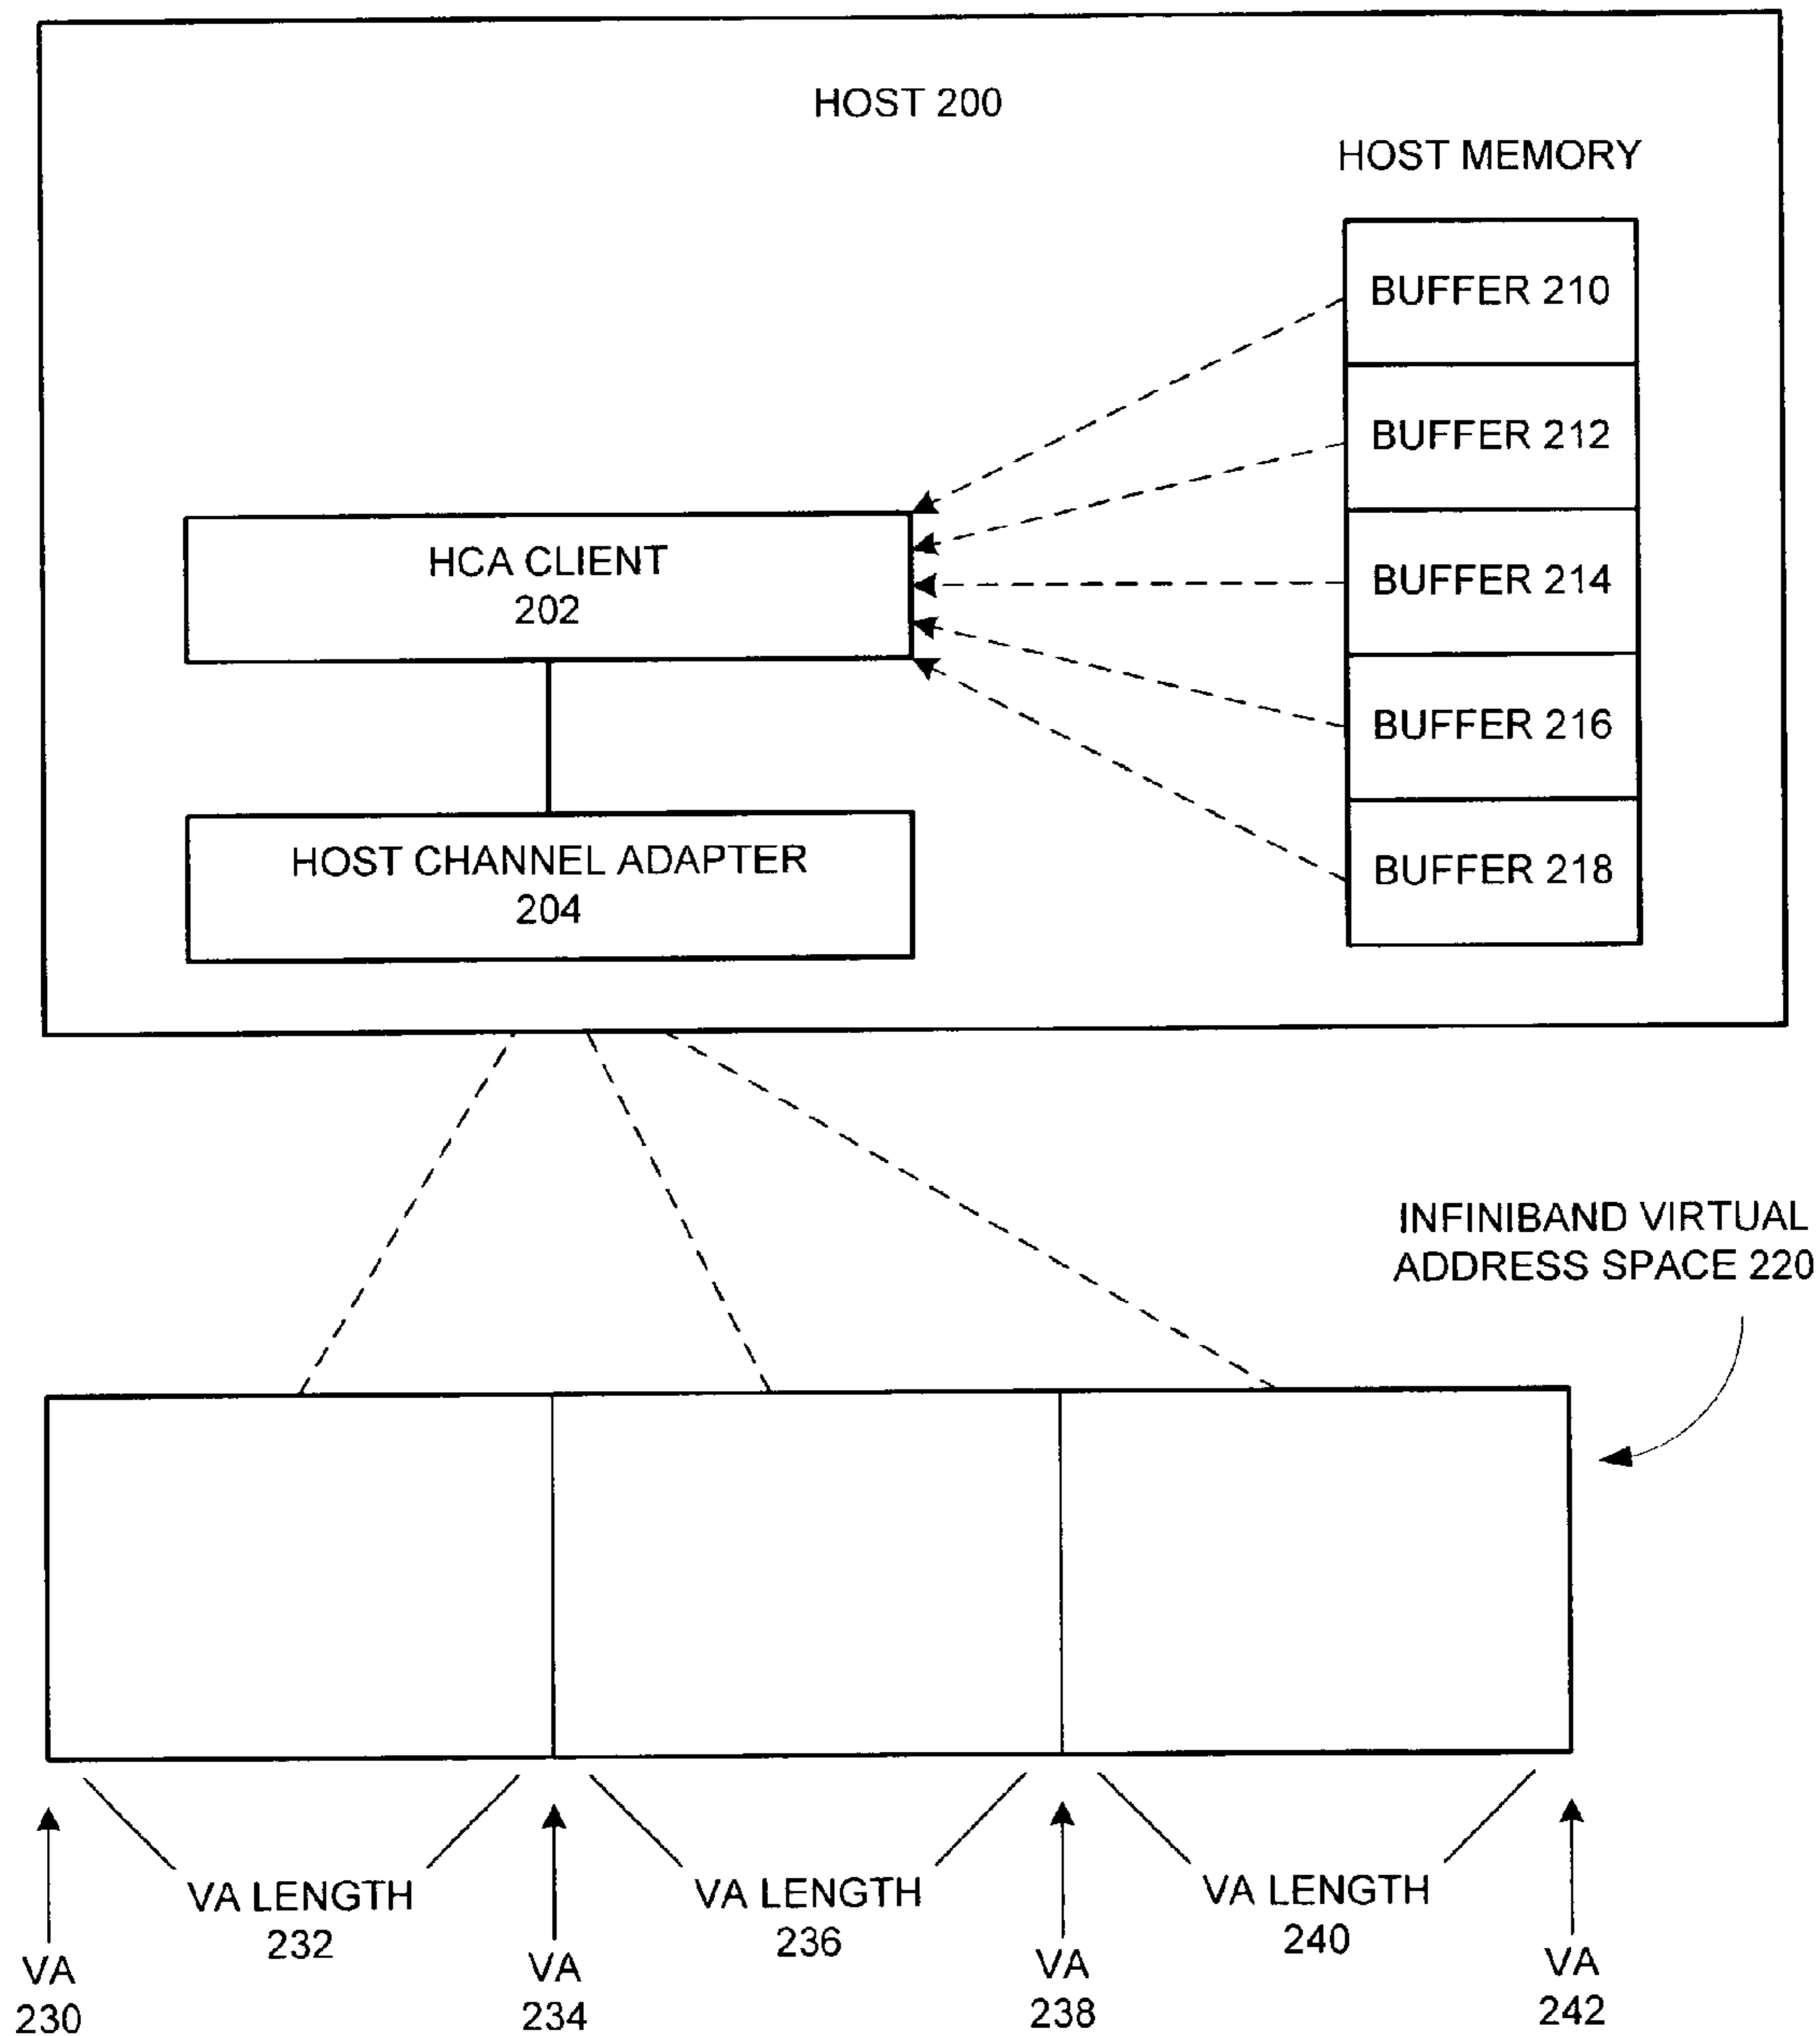 HOST 200
HOST MEMORY
BUFFER 210
BUFFER 212
BUFFER 214
BUFFER 216
BUFFER 218
HCA CLIENT
202
HOST CHANNEL ADAPTER
204
INFINIBAND VIRTUAL
ADDRESS SPACE 220
VA LENGTH
232
VA LENGTH
236
VA LENGTH
240
VA
230
VA
234
VA
238
VA
242